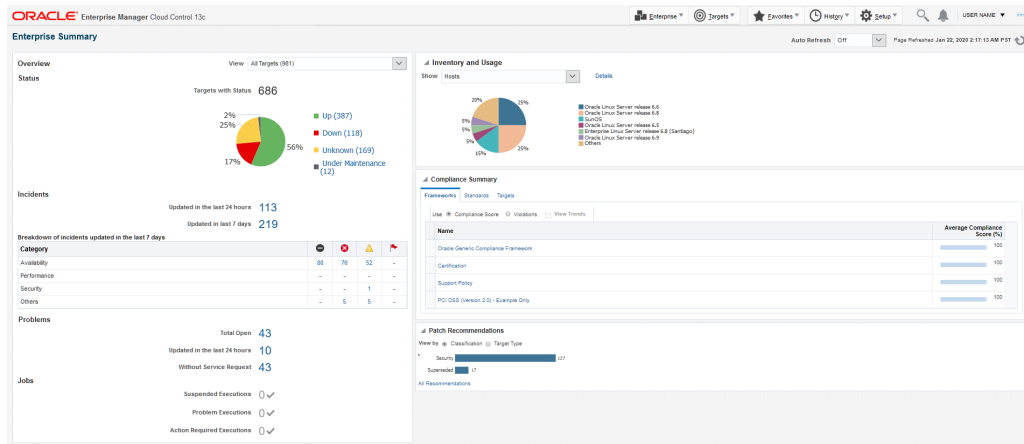 ORACLE® Enterprise Manager Cloud Control 13c
Enterprise Targets Favorites History Setup USER NAME
Enterprise Summary
Auto Refresh Off Page Refreshed Jan 22, 2020 2:17:13 AM PST
Overview
View All Targets (981)
Status
Targets with Status 686
2%
25%
17%
56%
Up (387)
Down (118)
Unknown (169)
Under Maintenance
(12)
Incidents
Updated in the last 24 hours 113
Updated in last 7 days 219
Breakdown of incidents updated in the last 7 days
Category
Availability 80 76 52 -
Performance - - - -
Security - - 1 -
Others - 5 5 -
Problems
Total Open 43
Updated in the last 24 hours 10
Without Service Request 43
Jobs
Suspended Executions 0
Problem Executions 0
Action Required Executions 0
Inventory and Usage
Show Hosts Details
20%
25%
5%
5%
5%
15%
25%
Oracle Linux Server release 6.6
Oracle Linux Server release 6.8
SunOS
Oracle Linux Server release 6.5
Enterprise Linux Server release 6.8 (Santiago)
Oracle Linux Server release 6.9
Others
Compliance Summary
Frameworks Standards Targets
Use Compliance Score Violations View Trends
Name Average Compliance
Score (%)
Oracle Generic Compliance Framework 100
Certification 100
Support Policy 100
PCI DSS (Version 2.0) - Example Only 100
Patch Recommendations
View by Classification Target Type
Security 127
Superseded 17
All Recommendations